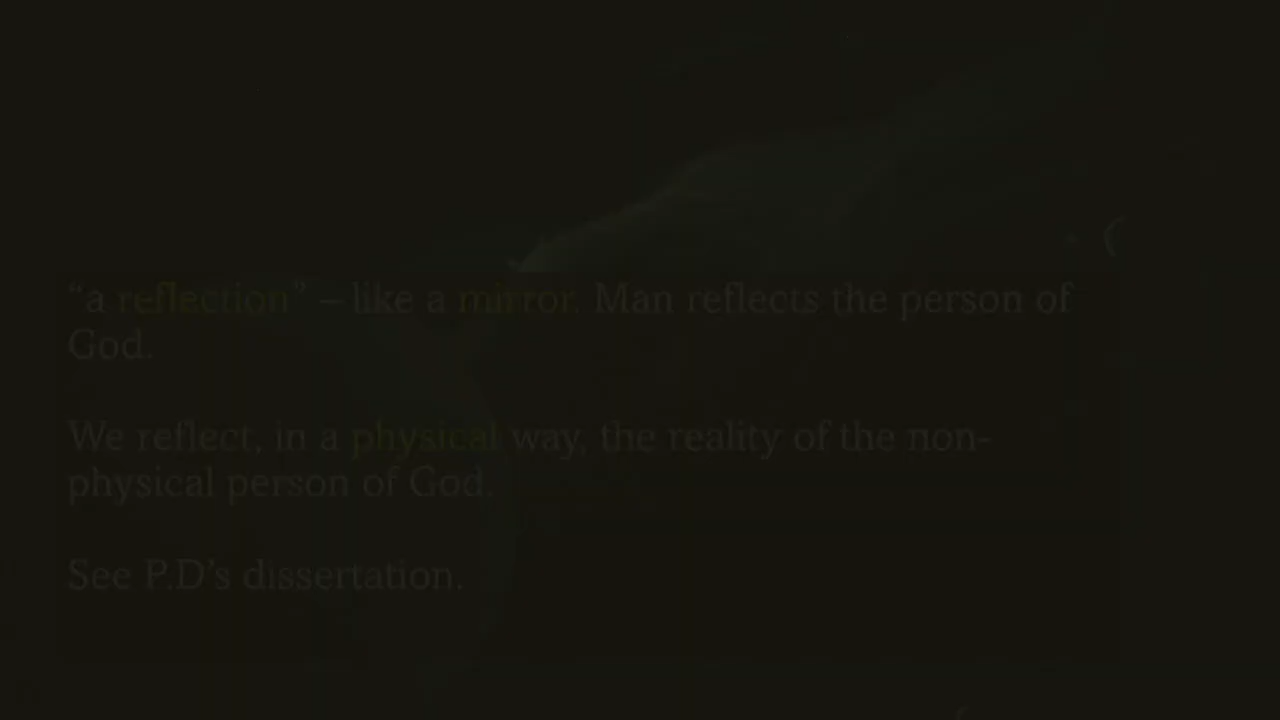 “a reflection” – like a mirror. Man reflects the person of
God.
We reflect, in a physical way, the reality of the non-
physical person of God.
See P.D’s dissertation.